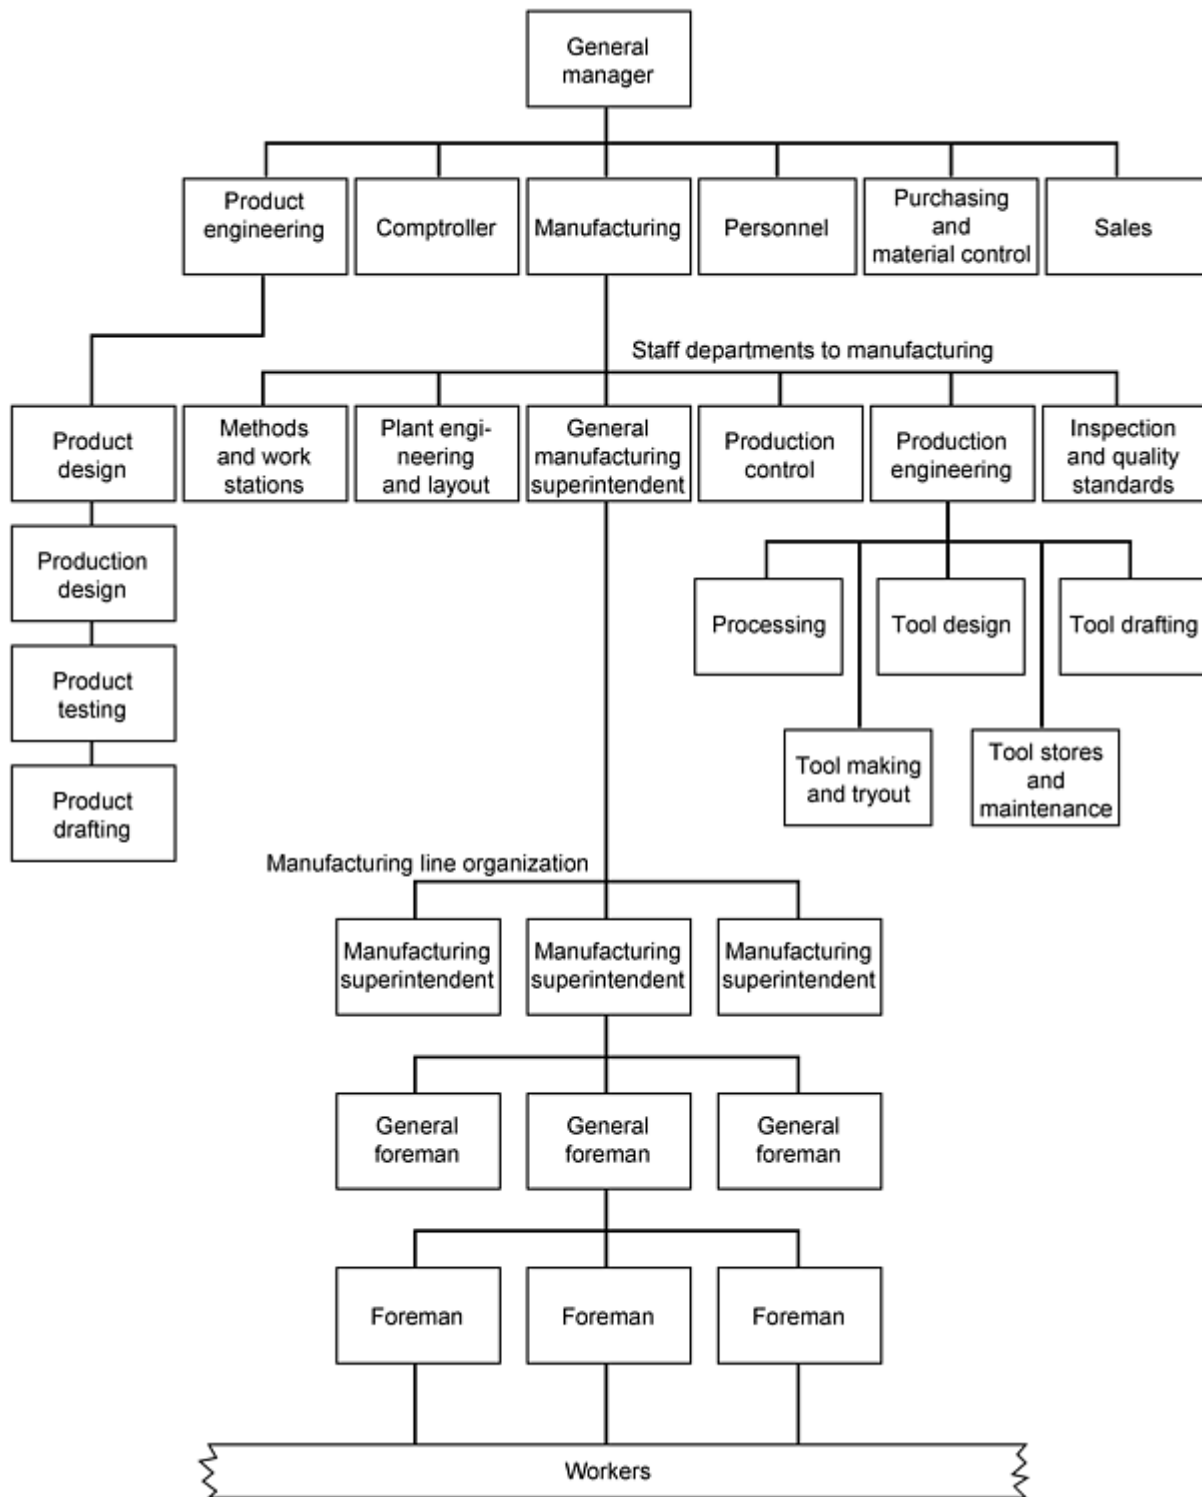 General
manager
Product
engineering
Comptroller
Manufacturing
Personnel
Purchasing
and
material control
Sales
Staff departments to manufacturing
Product
design
Methods
and work
stations
Plant engi-
neering
and layout
General
manufacturing
superintendent
Production
control
Production
engineering
Inspection
and quality
standards
Production
design
Processing
Tool design
Tool drafting
Product
testing
Tool making
and tryout
Tool stores
and
maintenance
Product
drafting
Manufacturing line organization
Manufacturing
superintendent
Manufacturing
superintendent
Manufacturing
superintendent
General
foreman
General
foreman
General
foreman
Foreman
Foreman
Foreman
Workers